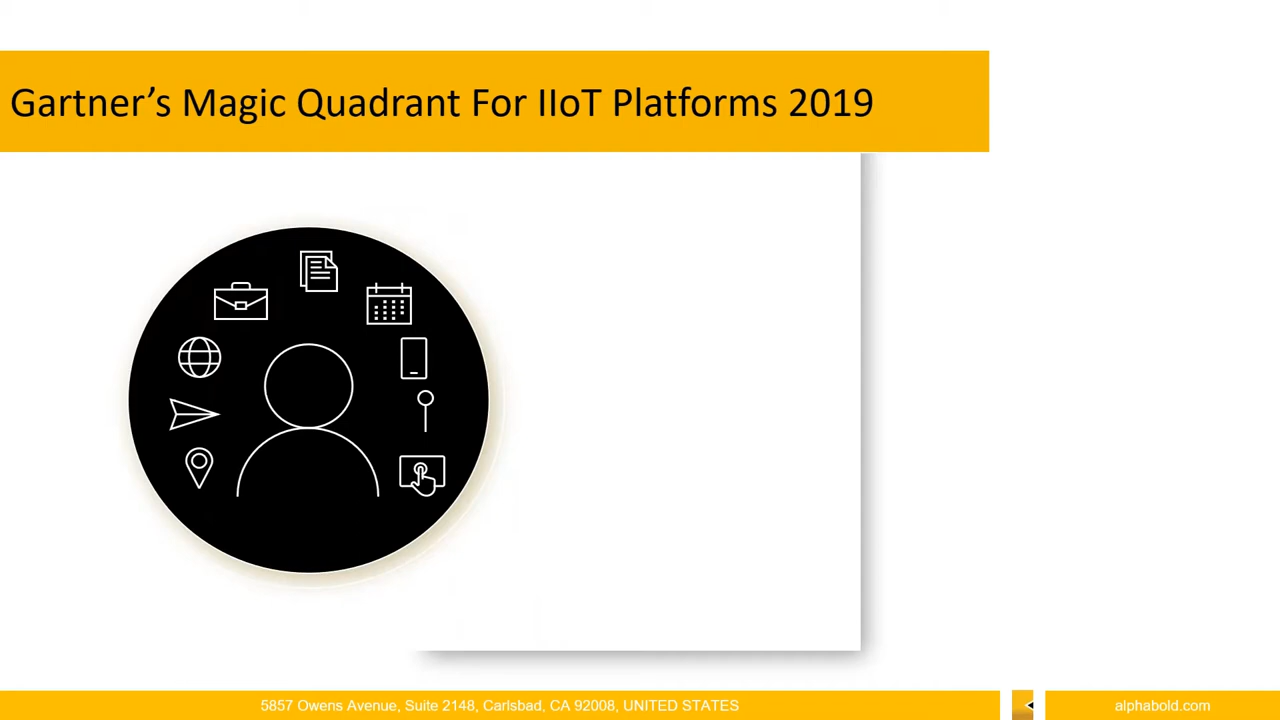 Gartner’s Magic Quadrant For IIoT Platforms 2019
5857 Owens Avenue, Suite 2148, Carlsbad, CA 92008, UNITED STATES
alphabold.com